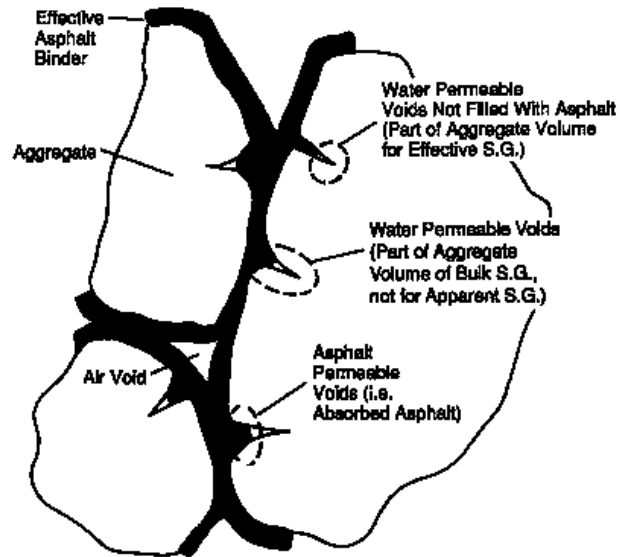 Effective
Asphalt
Binder
Water Permeable
Voids Not Filled With Asphalt
(Part of Aggregate Volume
for Effective S.G.)
Aggregate
Water Permeable Voids
(Part of Aggregate
Volume of Bulk S.G.,
not for Apparent S.G.)
Air Void
Asphalt
Permeable
Voids (i.e.
Absorbed Asphalt)